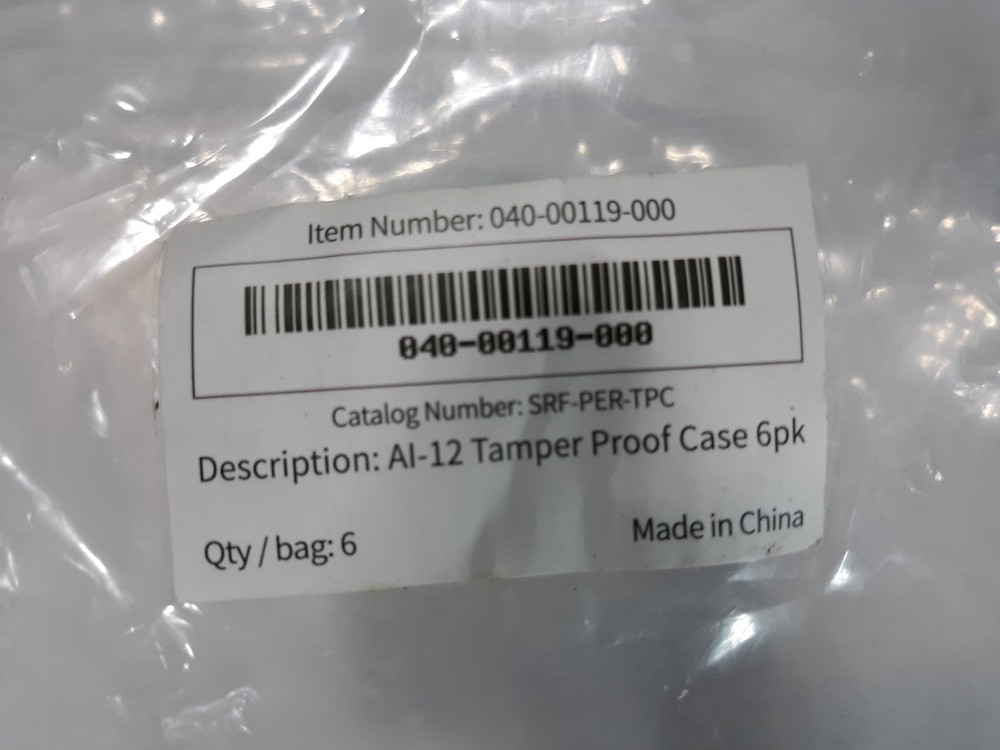 Item Number: 040-00119-000
040-00119-000
Catalog Number: SRF-PER-TPC
Description: AI-12 Tamper Proof Case 6pk
Qty / bag: 6
Made in China